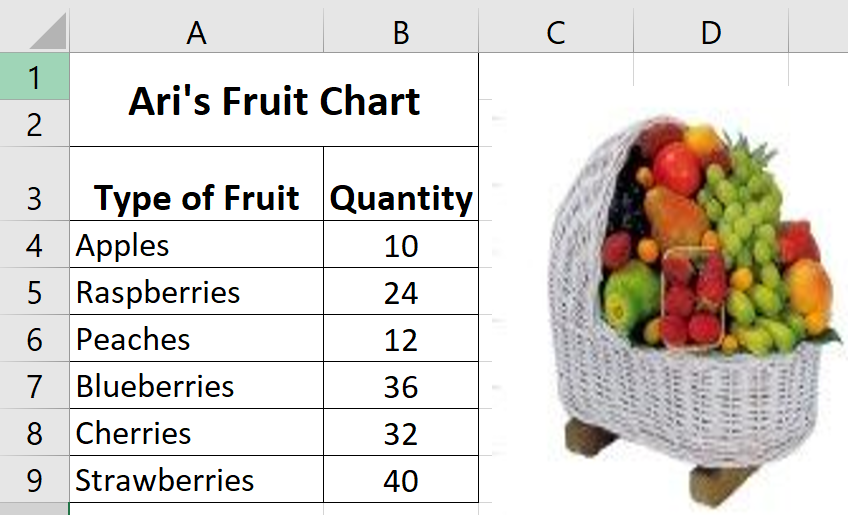 A B C D
1 Ari's Fruit Chart
2
3 Type of Fruit Quantity
4 Apples 10
5 Raspberries 24
6 Peaches 12
7 Blueberries 36
8 Cherries 32
9 Strawberries 40